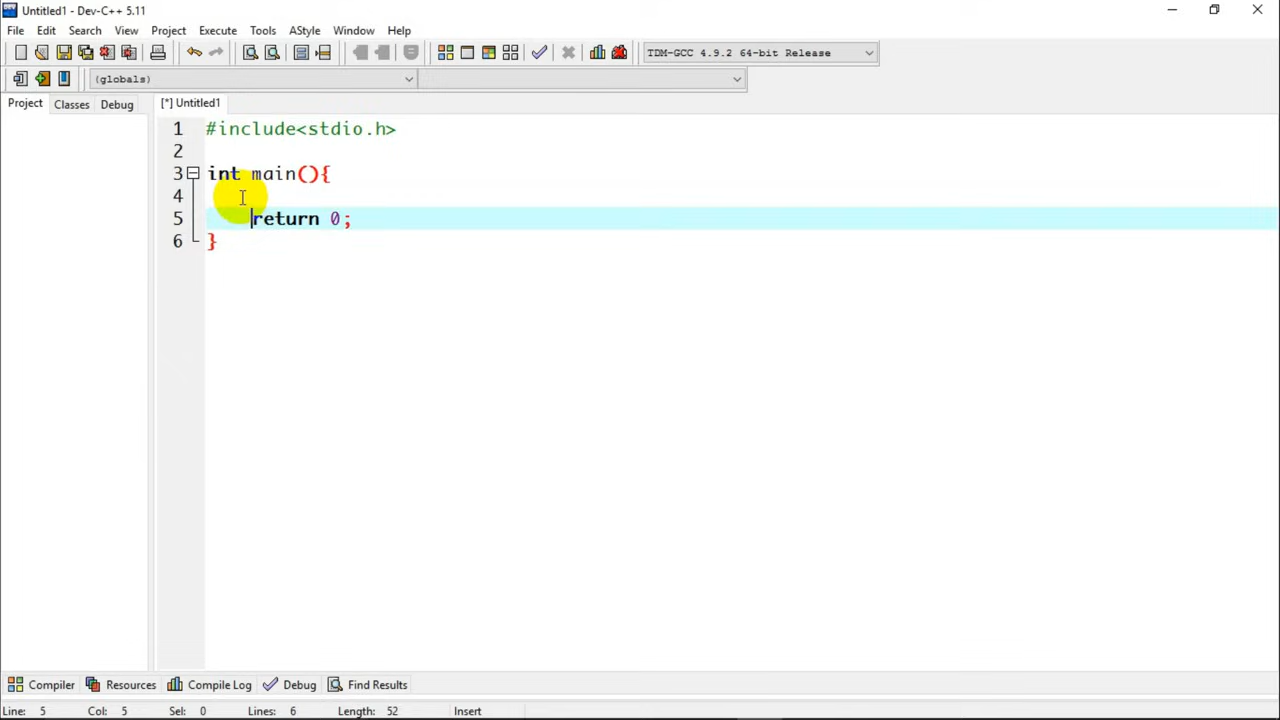 Untitled1 - Dev-C++ 5.11
File Edit Search View Project Execute Tools AStyle Window Help
TDM-GCC 4.9.2 64-bit Release
(globals)
Project Classes Debug [*] Untitled1
1 #include<stdio.h>
2
3 int main(){
4
5 return 0;
6 }
Compiler Resources Compile Log Debug Find Results
Line: 5 Col: 5 Sel: 0 Lines: 6 Length: 52 Insert